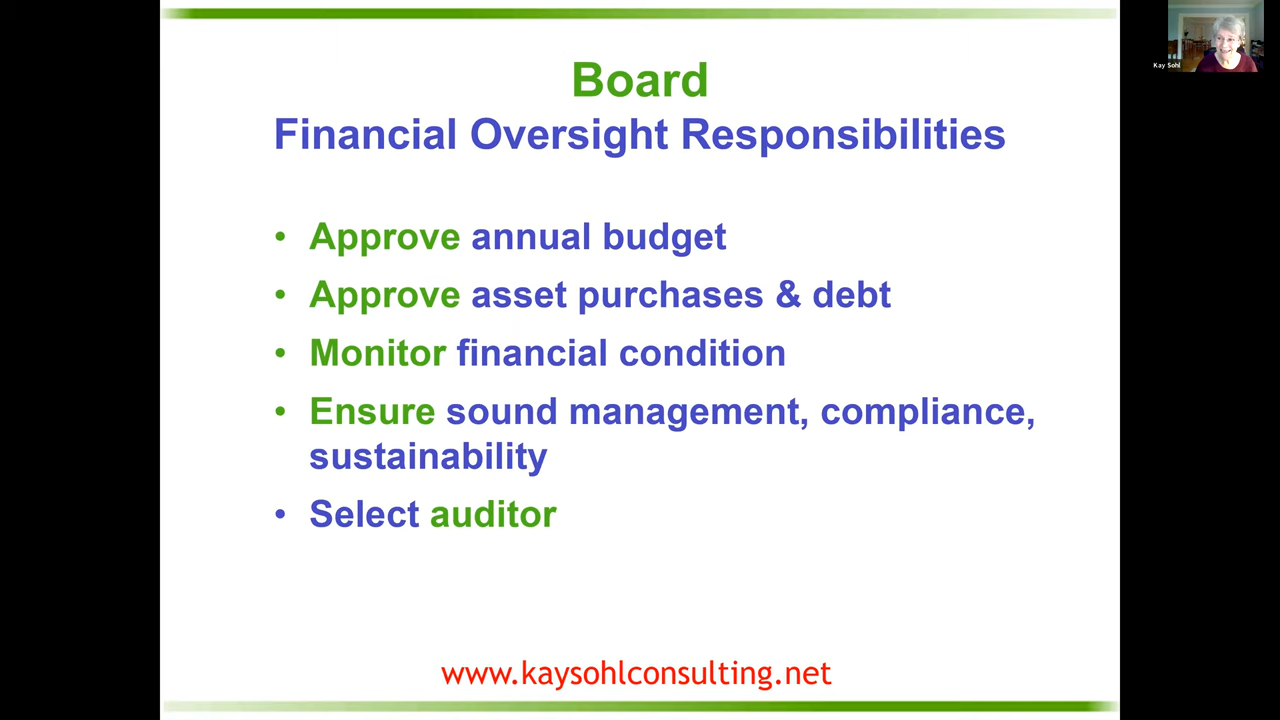 Board
Financial Oversight Responsibilities
• Approve annual budget
• Approve asset purchases & debt
• Monitor financial condition
• Ensure sound management, compliance,
sustainability
• Select auditor
www.kaysohlconsulting.net
Kay Sohl